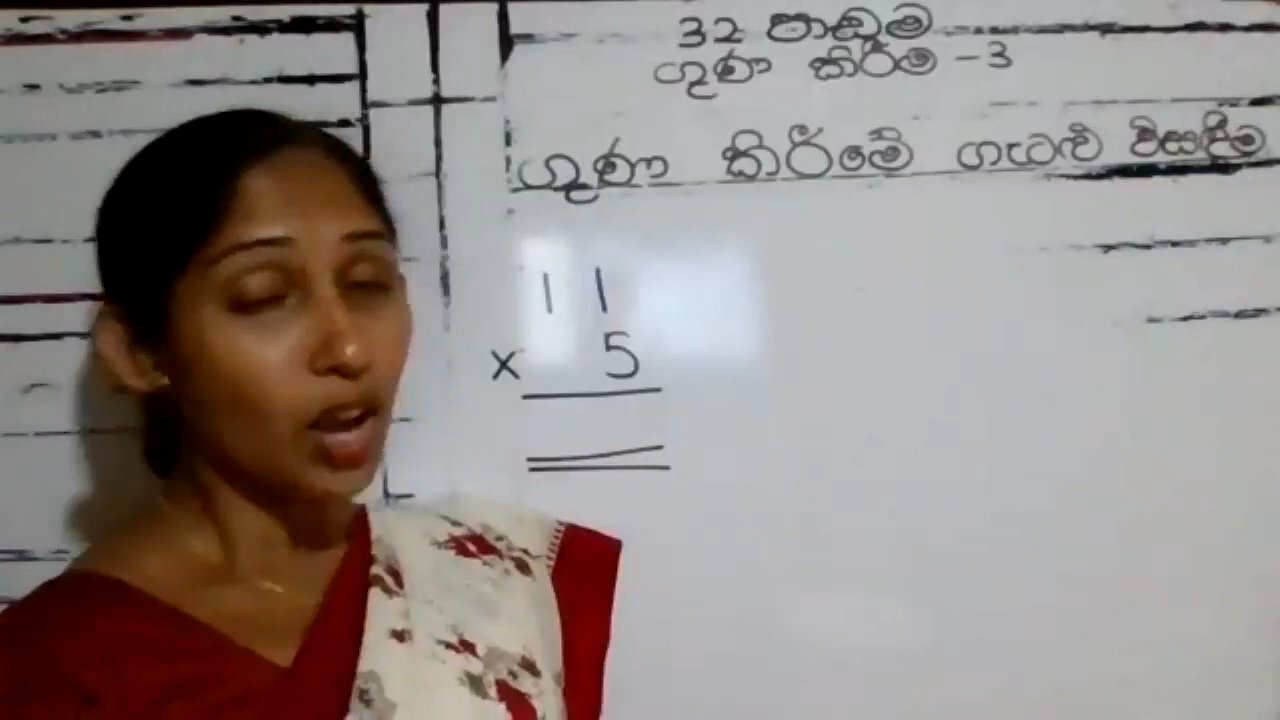 32 පාඩම
ගුණ කිරීම - 3
ගුණ කිරීමේ ගැටළු විසඳීම
11
× 5